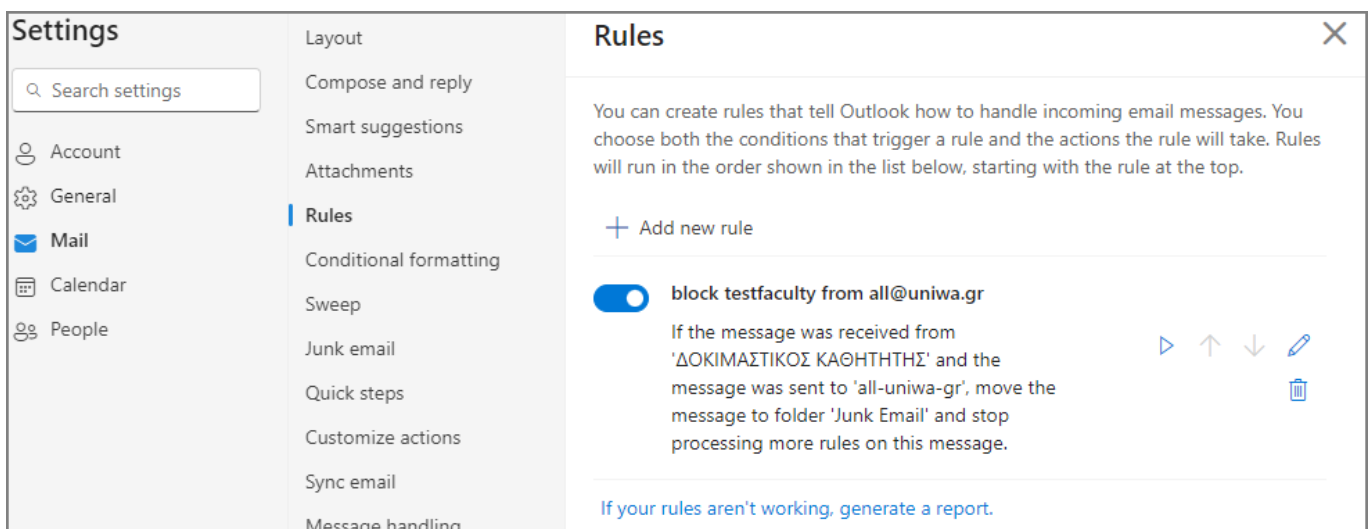 Settings
Search settings
Account
General
Mail
Calendar
People
Layout
Compose and reply
Smart suggestions
Attachments
Rules
Conditional formatting
Sweep
Junk email
Quick steps
Customize actions
Sync email
Message handling
Rules
You can create rules that tell Outlook how to handle incoming email messages. You
choose both the conditions that trigger a rule and the actions the rule will take. Rules
will run in the order shown in the list below, starting with the rule at the top.
Add new rule
block testfaculty from all@uniwa.gr
If the message was received from
'ΔΟΚΙΜΑΣΤΙΚΟΣ ΚΑΘΗΤΗΤΗΣ' and the
message was sent to 'all-uniwa-gr', move the
message to folder 'Junk Email' and stop
processing more rules on this message.
If your rules aren't working, generate a report.